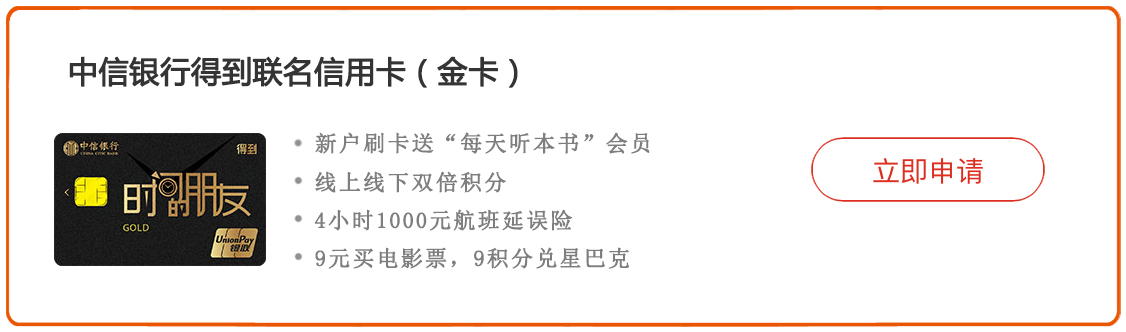 中信银行得到联名信用卡（金卡）
中信银行
CHINA CITIC BANK
得到
时间的朋友
GOLD
UnionPay
银联
新户刷卡送“每天听本书”会员
线上线下双倍积分
4小时1000元航班延误险
9元买电影票，9积分兑星巴克
立即申请